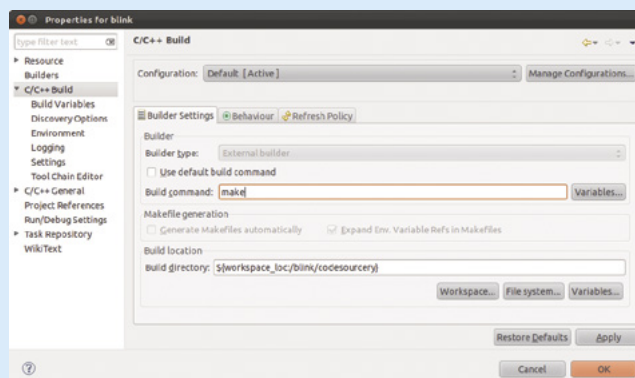 Properties for blink
type filter text
C/C++ Build
Resource
Builders
C/C++ Build
Build Variables
Discovery Options
Environment
Logging
Settings
Tool Chain Editor
C/C++ General
Project References
Run/Debug Settings
Task Repository
WikiText
Configuration: Default [Active]
Manage Configurations...
Builder Settings Behaviour Refresh Policy
Builder
Builder type: External builder
Use default build command
Build command: make
Variables...
Makefile generation
Generate Makefiles automatically Expand Env. Variable Refs in Makefiles
Build location
Build directory: ${workspace_loc:/blink/codesourcery}
Workspace... File system... Variables...
Restore Defaults Apply
Cancel OK